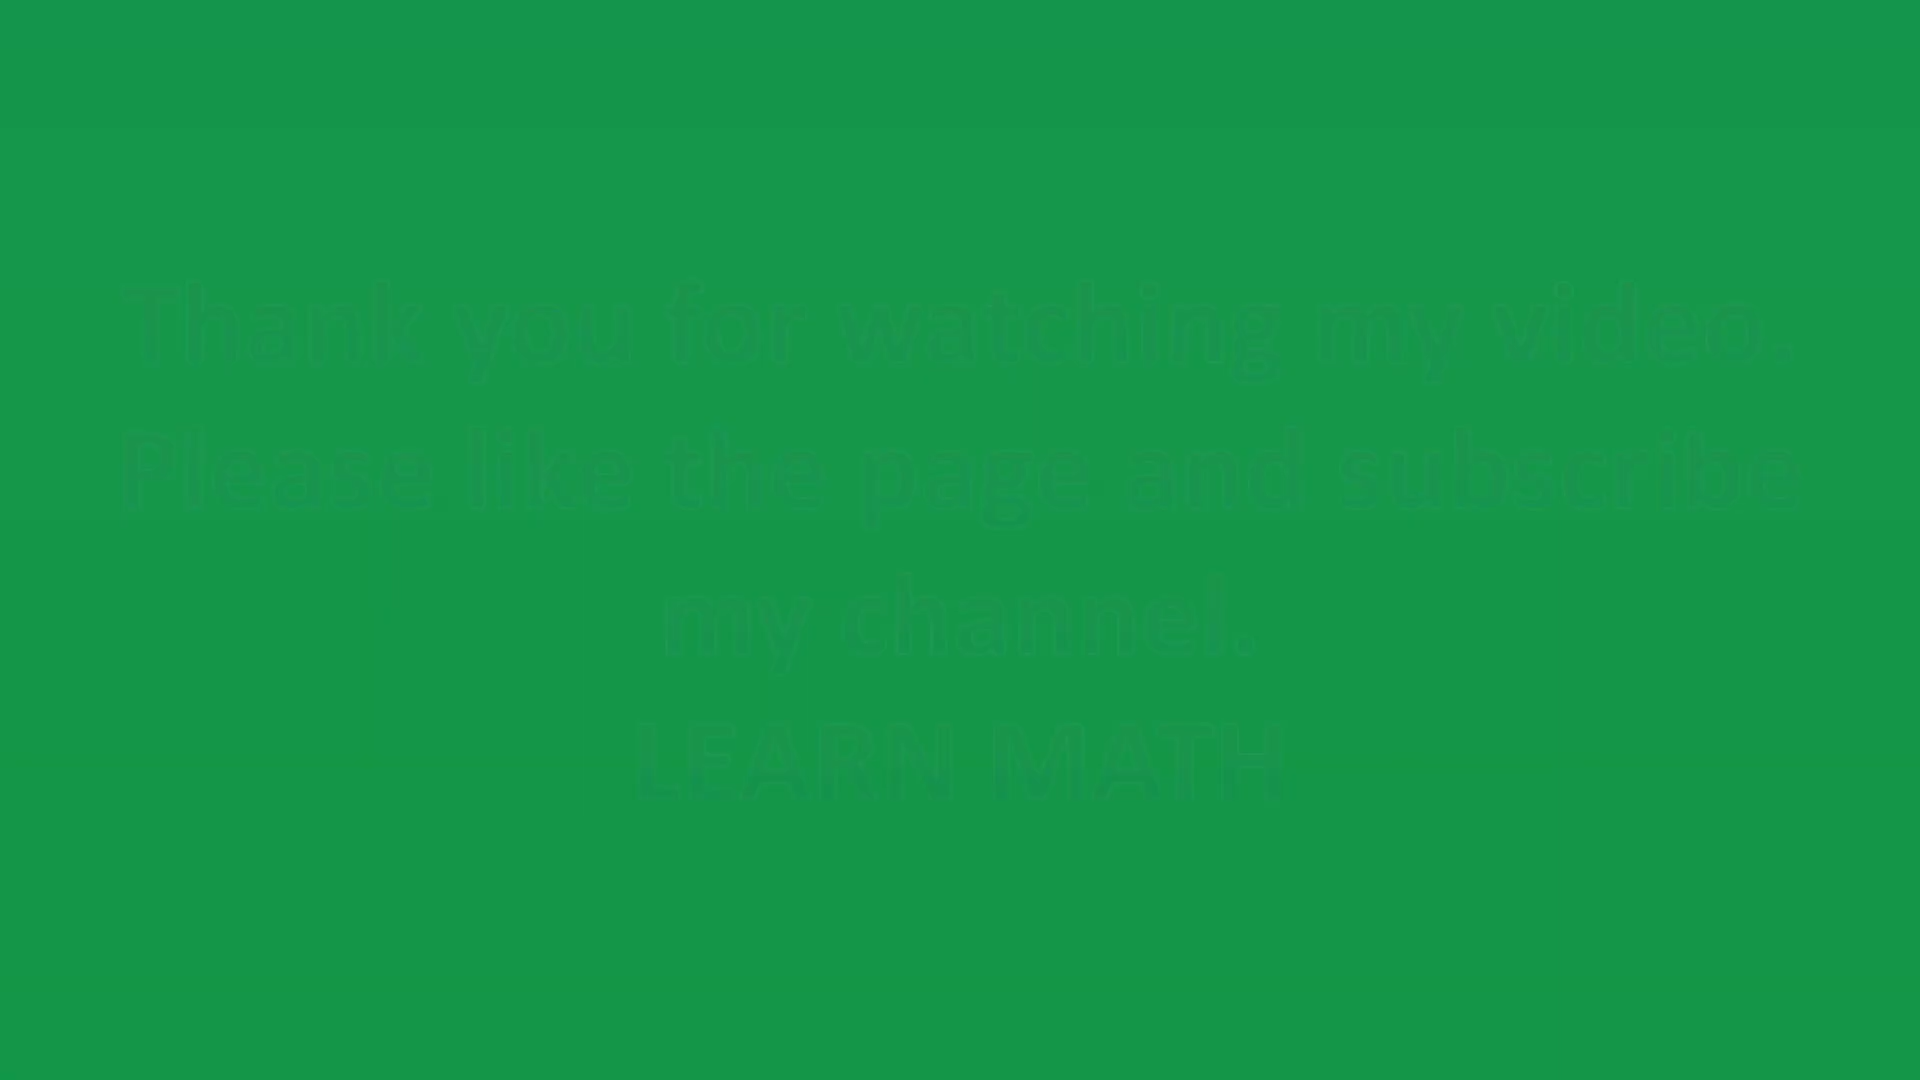 Thank you for watching my video.
Please like the page and subscribe
my channel.
LEARN MATH